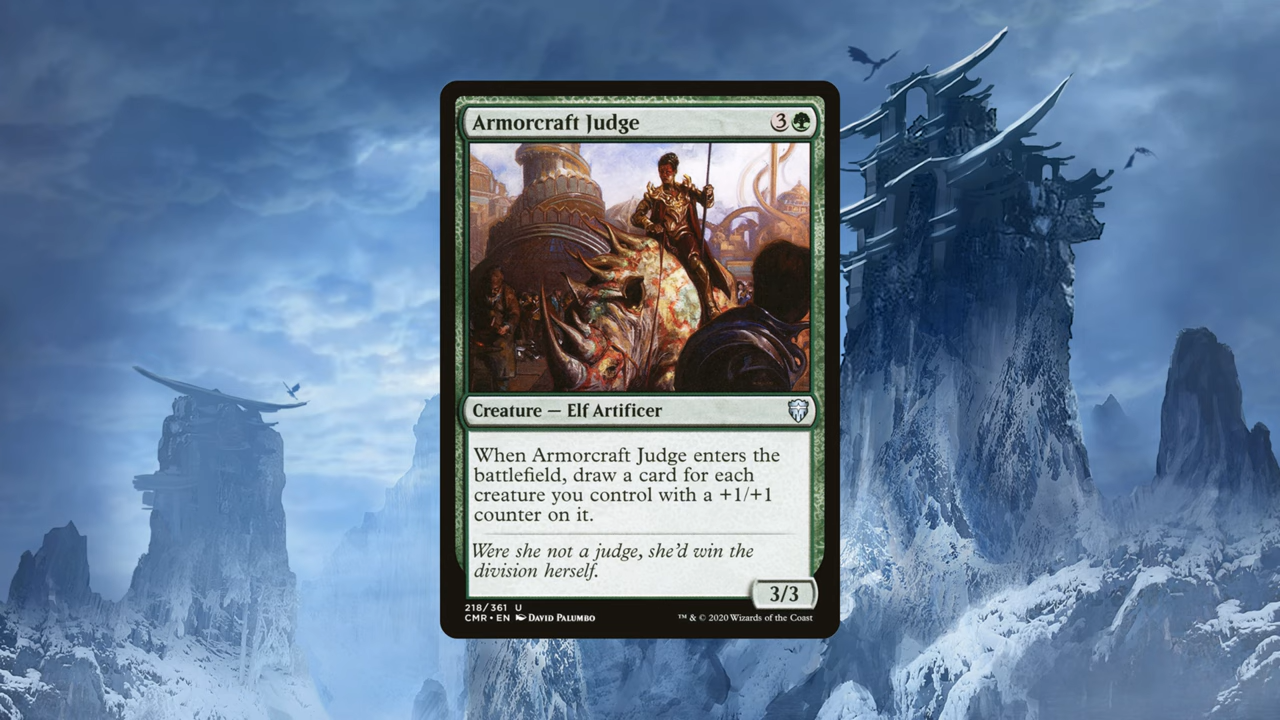 Armorcraft Judge 3
Creature — Elf Artificer
When Armorcraft Judge enters the
battlefield, draw a card for each
creature you control with a +1/+1
counter on it.
Were she not a judge, she'd win the
division herself.
3/3
218/361 U
CMR • EN DAVID PALUMBO ™ & © 2020 Wizards of the Coast